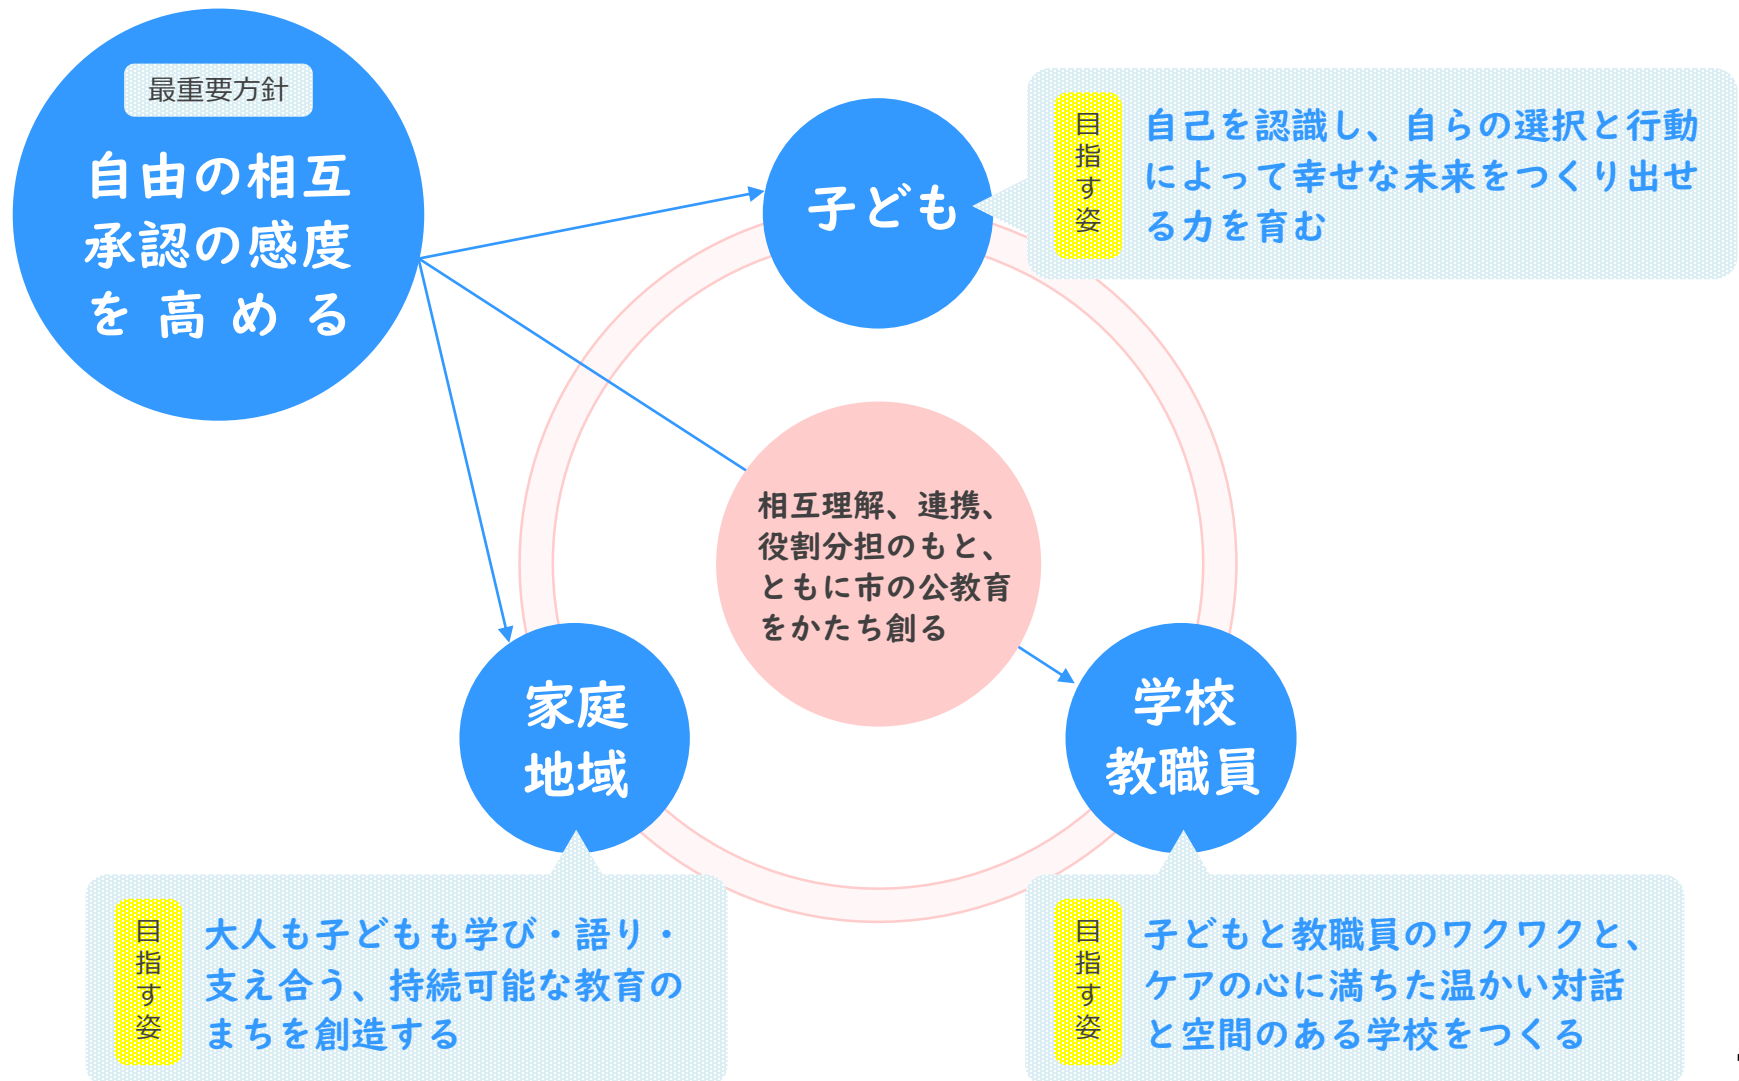 最重要方針
自由の相互
承認の感度
を高める
子ども
目指す姿
自己を認識し、自らの選択と行動
によって幸せな未来をつくり出せ
る力を育む
相互理解、連携、
役割分担のもと、
ともに市の公教育
をかたち創る
家庭
地域
学校
教職員
目指す姿
大人も子どもも学び・語り・
支え合う、持続可能な教育の
まちを創造する
目指す姿
子どもと教職員のワクワクと、
ケアの心に満ちた温かい対話
と空間のある学校をつくる